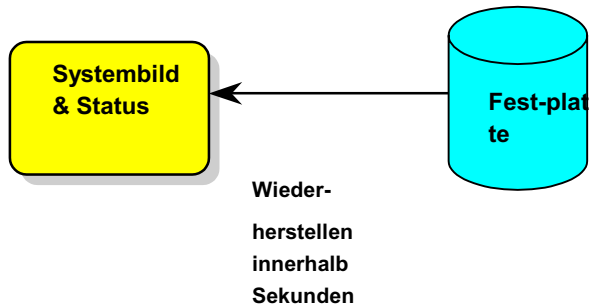 Systembild
& Status
Fest-plat
te
Wieder-
herstellen
innerhalb
Sekunden